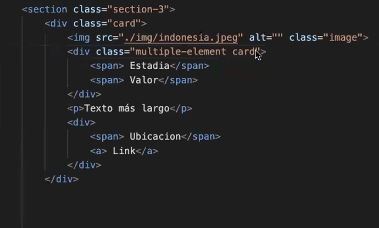 <section class="section-3">
<div class="card">
<img src="./img/indonesia.jpeg" alt="" class="image">
<div class="multiple-element card">
<span> Estadia</span>
<span> Valor</span>
</div>
<p>Texto más largo</p>
<div>
<span> Ubicacion</span>
<a> Link</a>
</div>
</div>